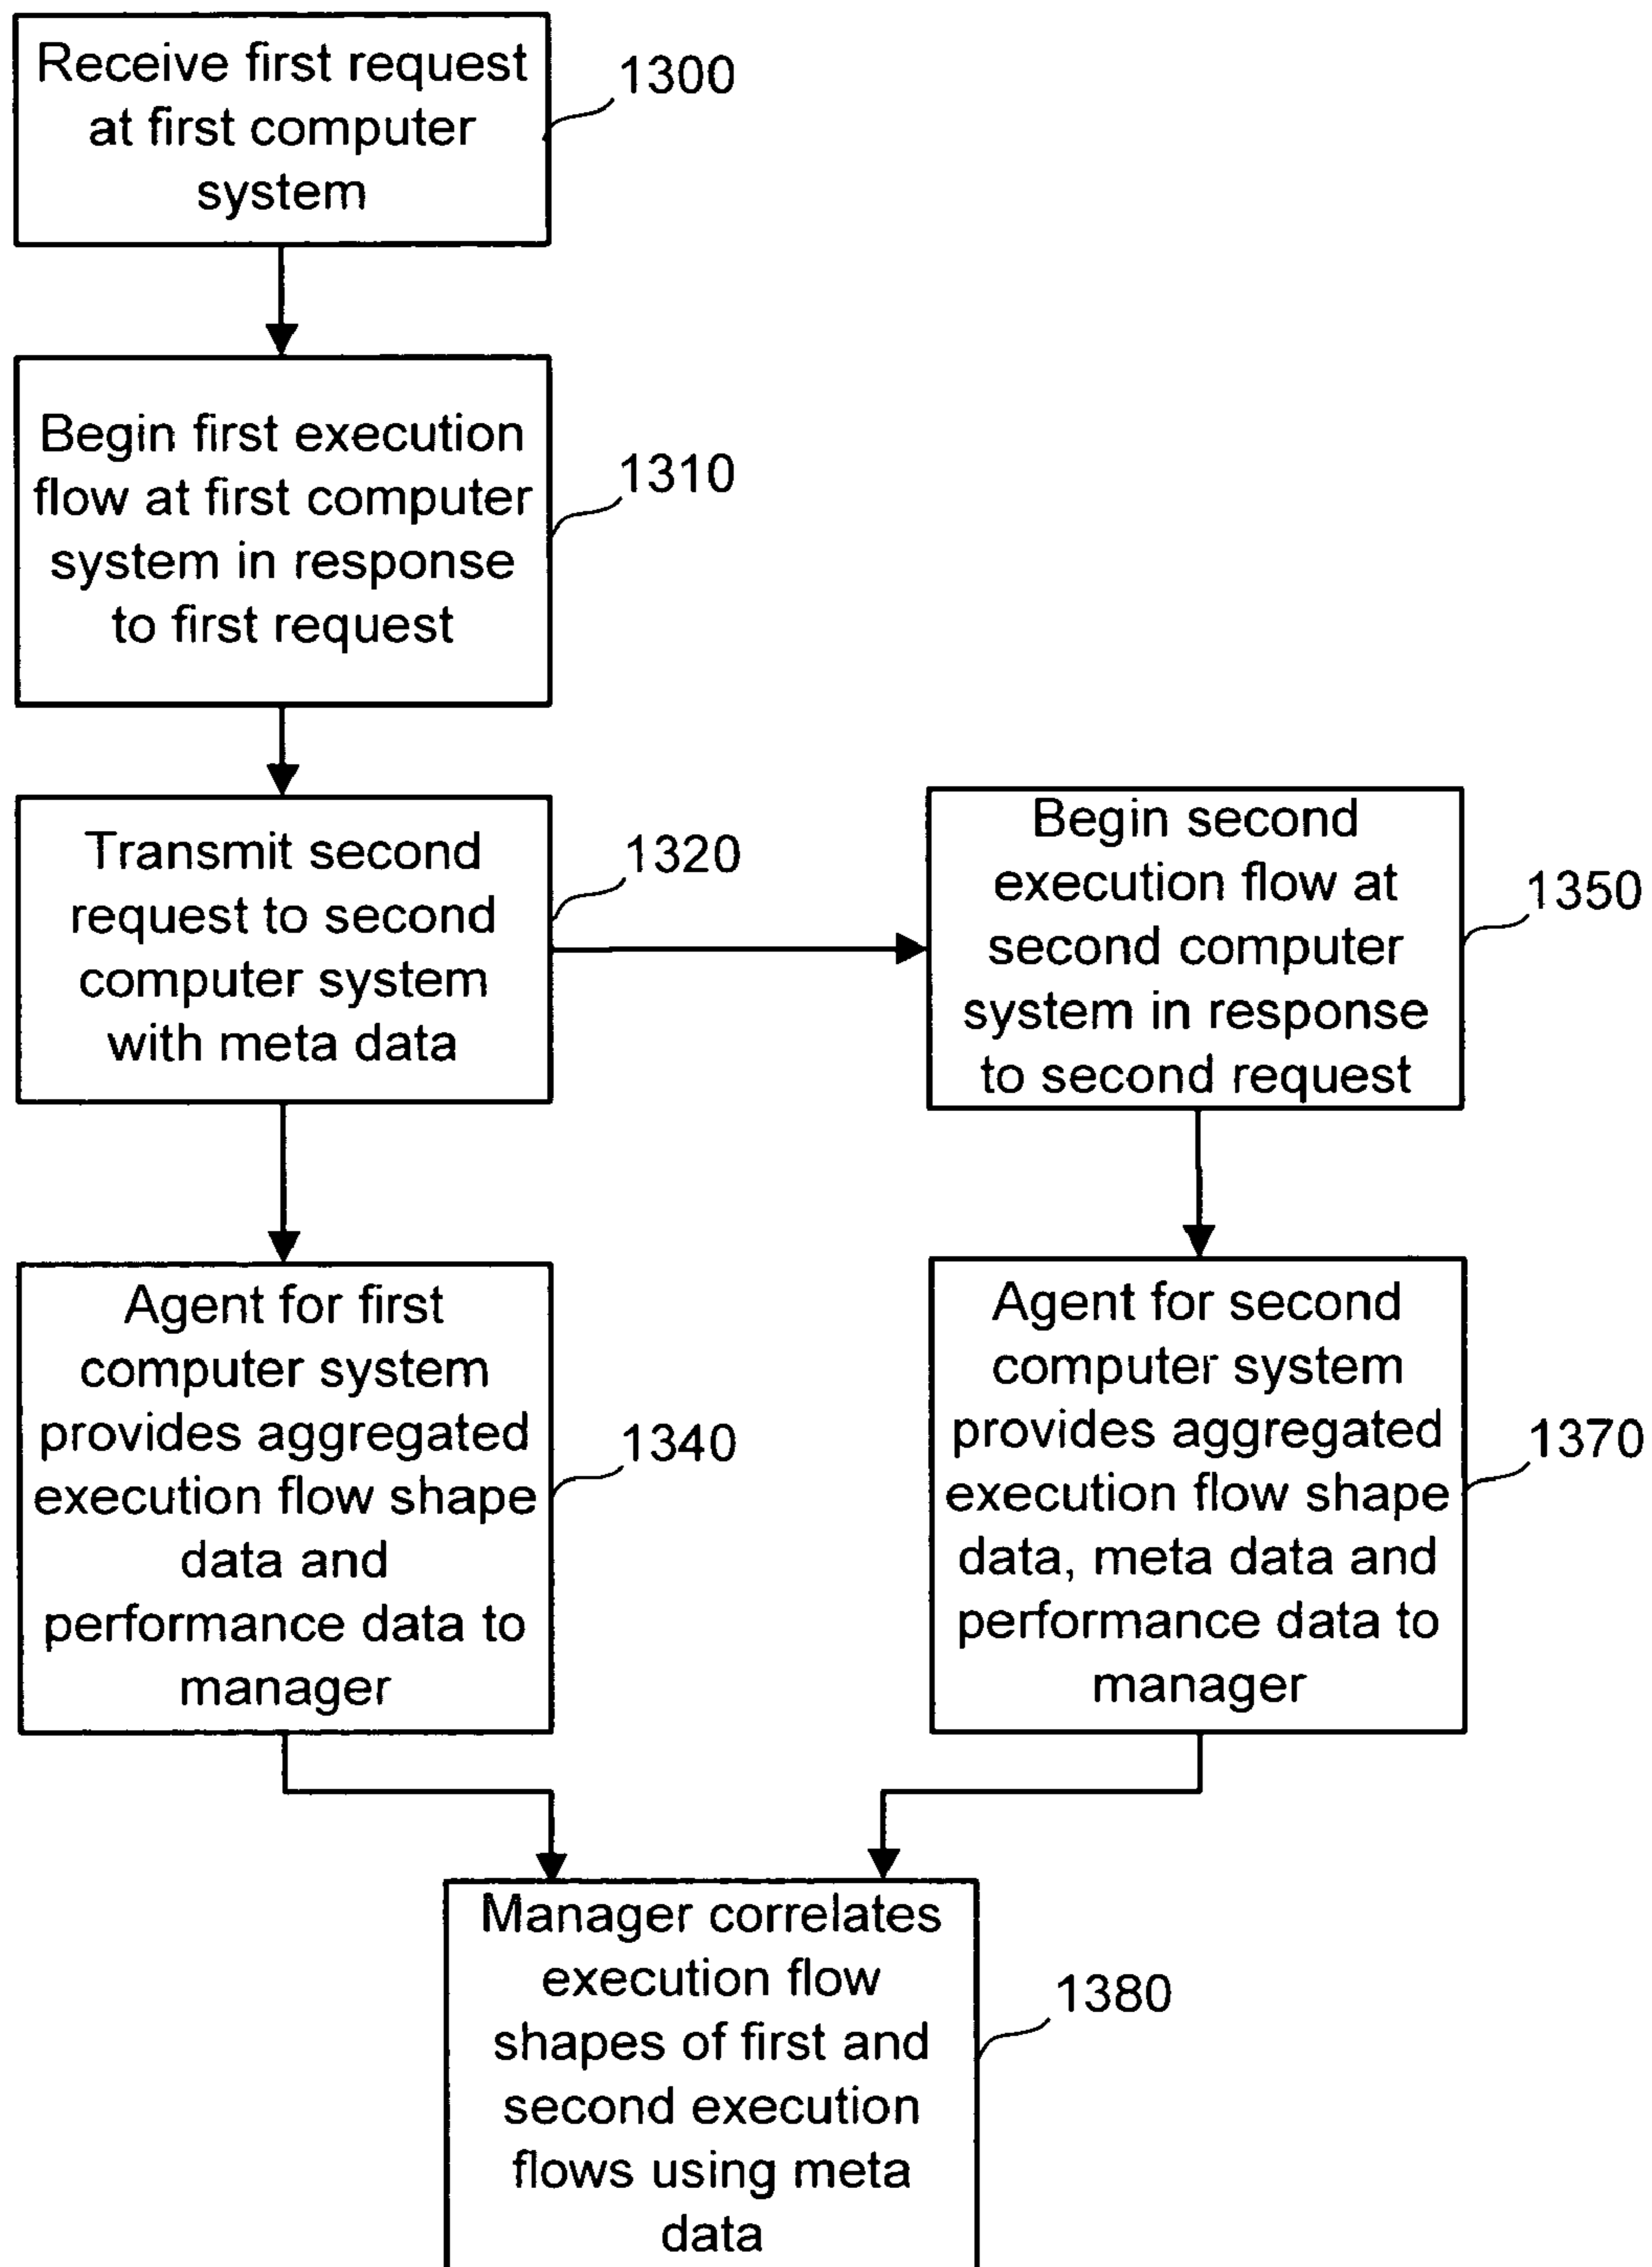 Receive first request
at first computer
system
1300
Begin first execution
flow at first computer
system in response
to first request
1310
Transmit second
request to second
computer system
with meta data
1320
Begin second
execution flow at
second computer
system in response
to second request
1350
Agent for first
computer system
provides aggregated
execution flow shape
data and
performance data to
manager
1340
Agent for second
computer system
provides aggregated
execution flow shape
data, meta data and
performance data to
manager
1370
Manager correlates
execution flow
shapes of first and
second execution
flows using meta
data
1380